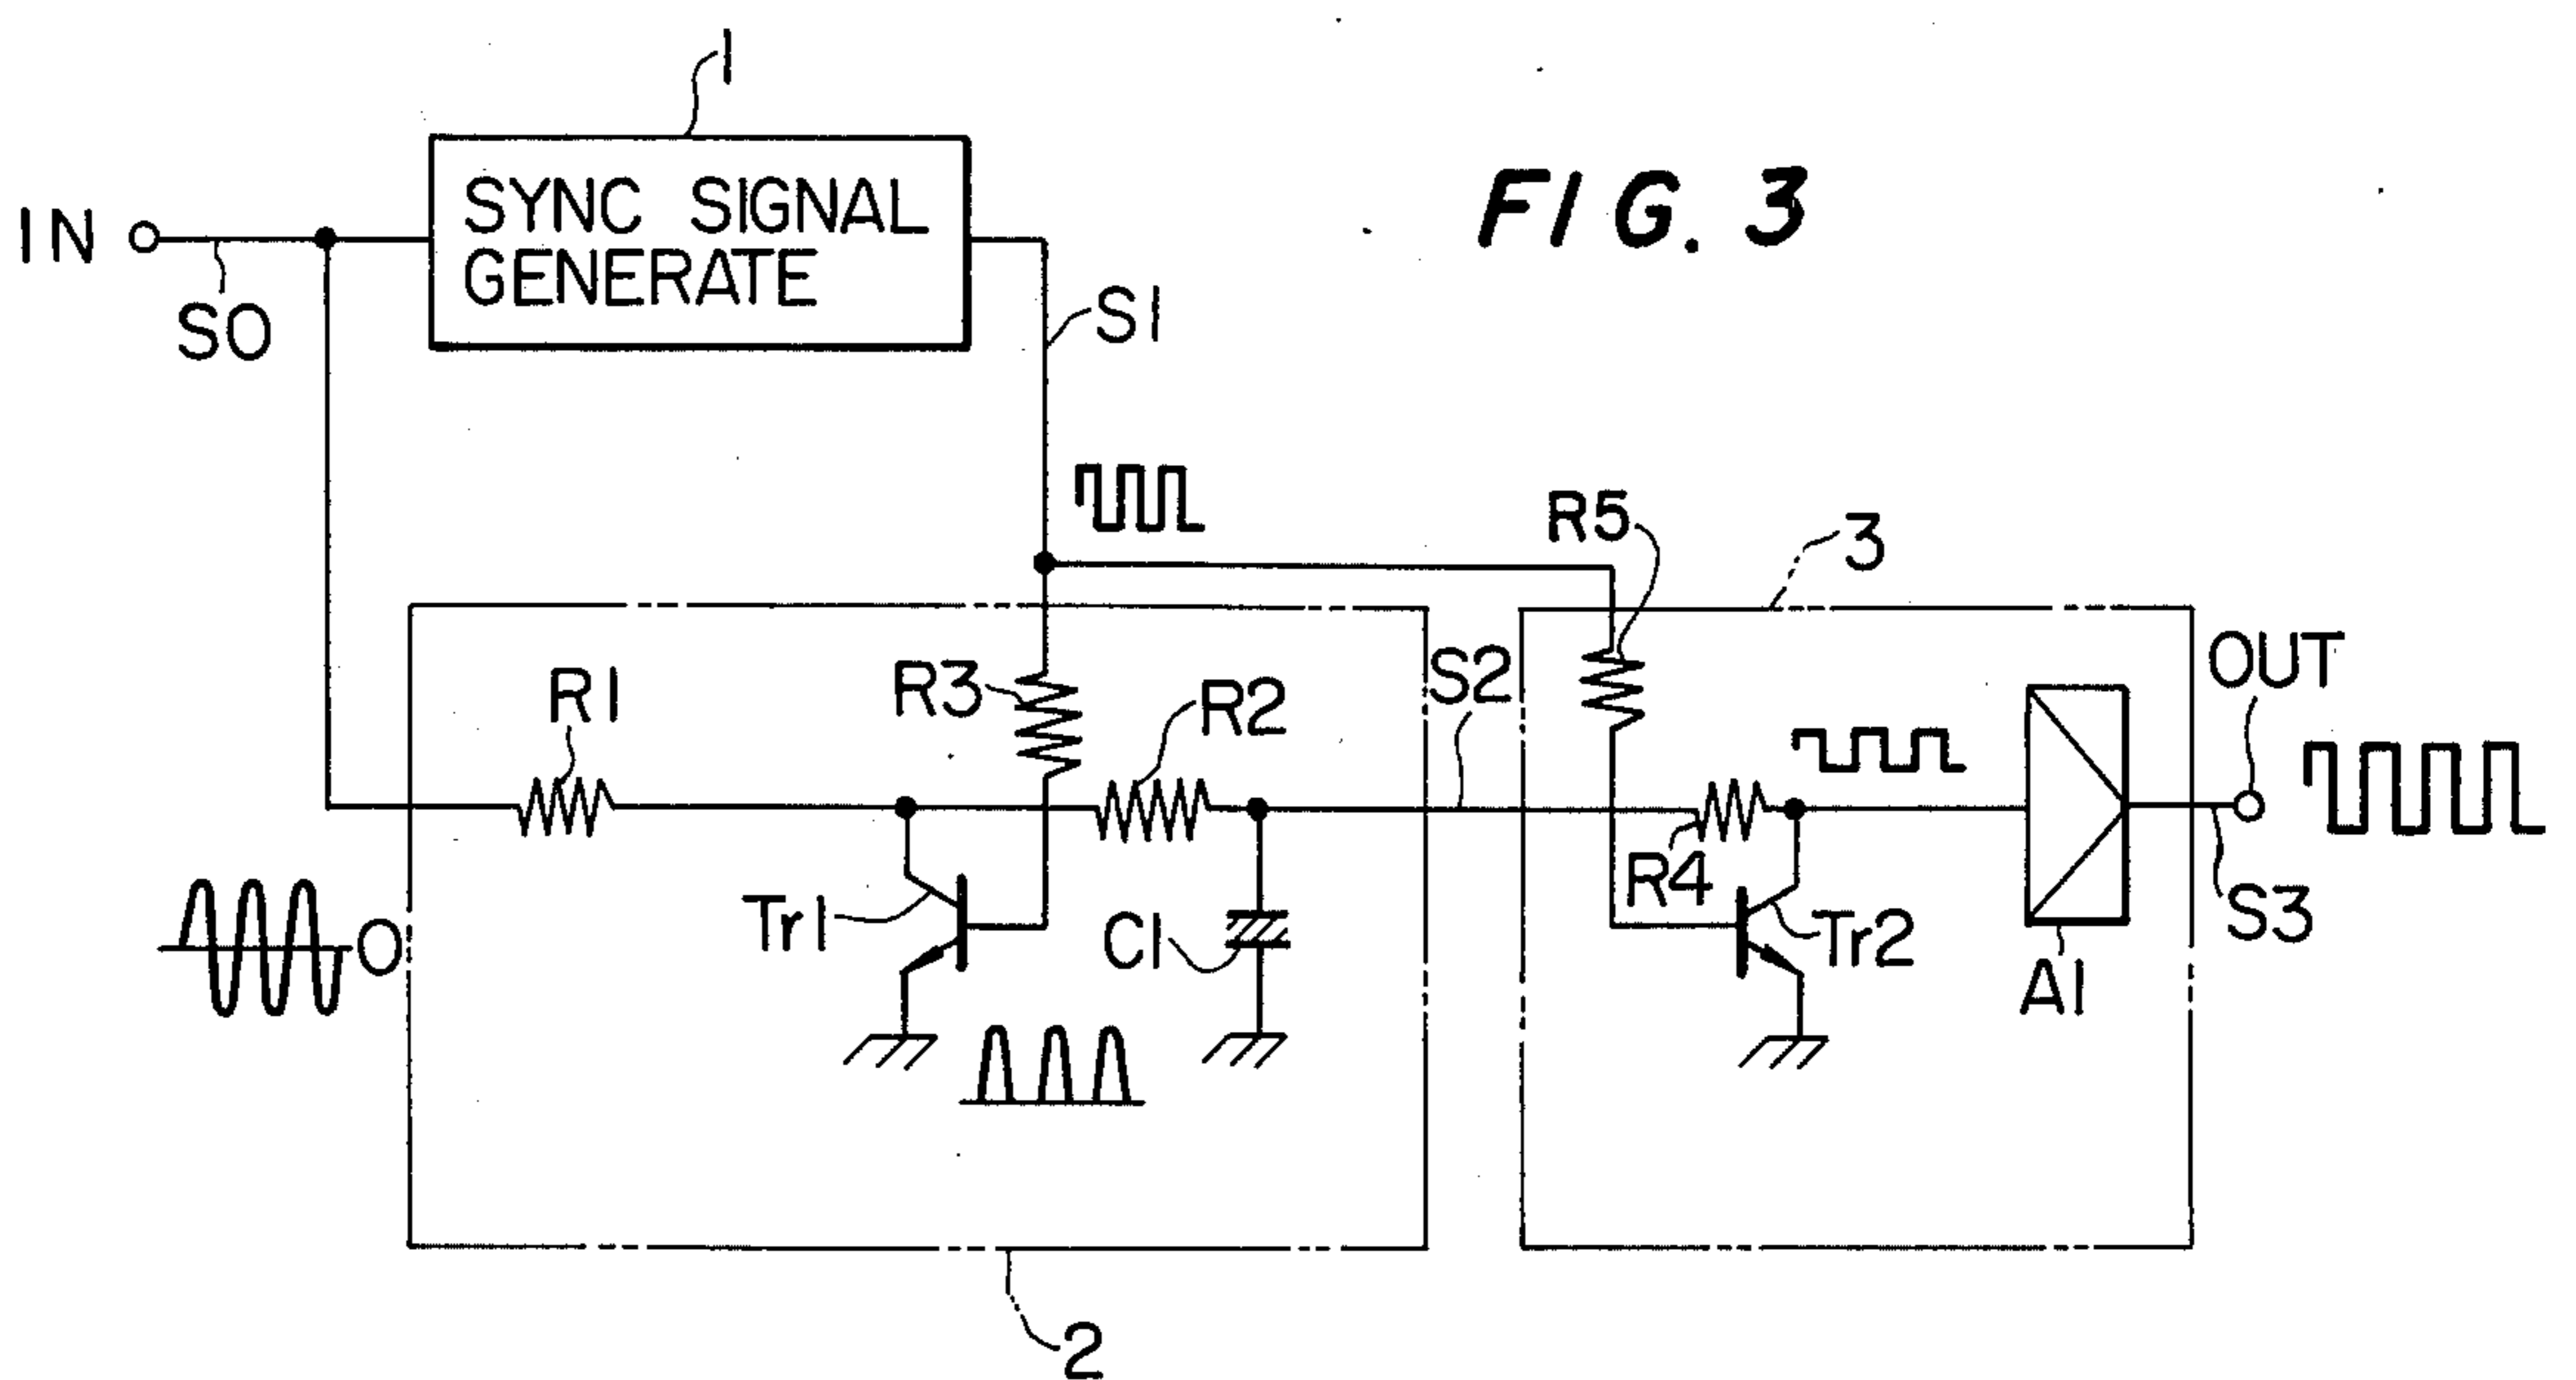 1
FIG. 3
IN
SYNC SIGNAL
GENERATE
S0
S1
R5
3
R1
R3
R2
S2
OUT
R4
Tr1
C1
Tr2
S3
0
A1
2